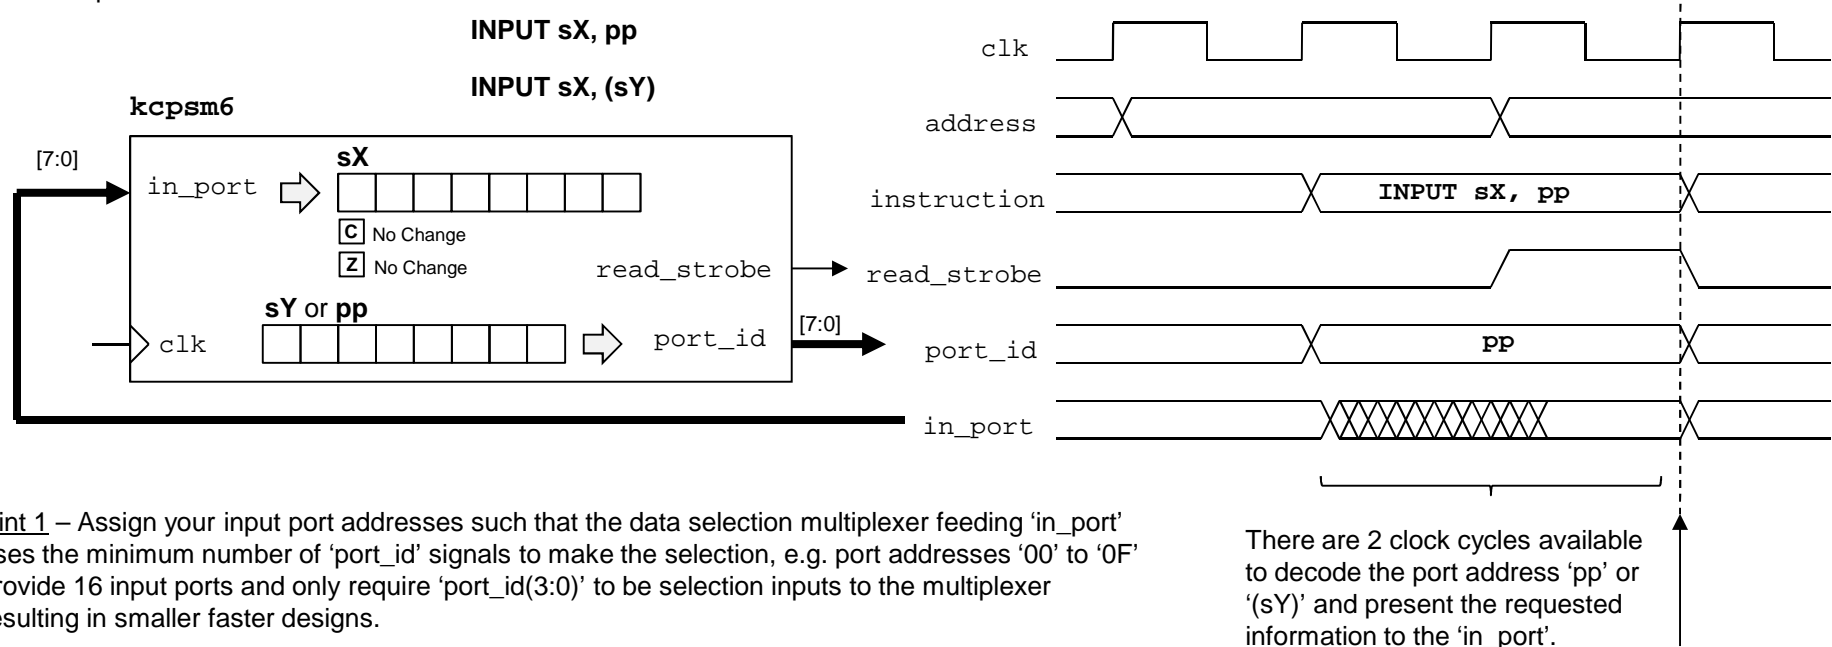 INPUT sX, pp
INPUT sX, (sY)
kcpsm6
[7:0]
in_port
sX
C No Change
Z No Change
read_strobe
sY or pp
clk
port_id
[7:0]
clk
address
instruction
INPUT sX, pp
read_strobe
port_id
pp
in_port
int 1 – Assign your input port addresses such that the data selection multiplexer feeding ‘in_port’
ses the minimum number of ‘port_id’ signals to make the selection, e.g. port addresses ‘00’ to ‘0F’
rovide 16 input ports and only require ‘port_id(3:0)’ to be selection inputs to the multiplexer
esulting in smaller faster designs.
There are 2 clock cycles available
to decode the port address ‘pp’ or
‘(sY)’ and present the requested
information to the ‘in_port’.